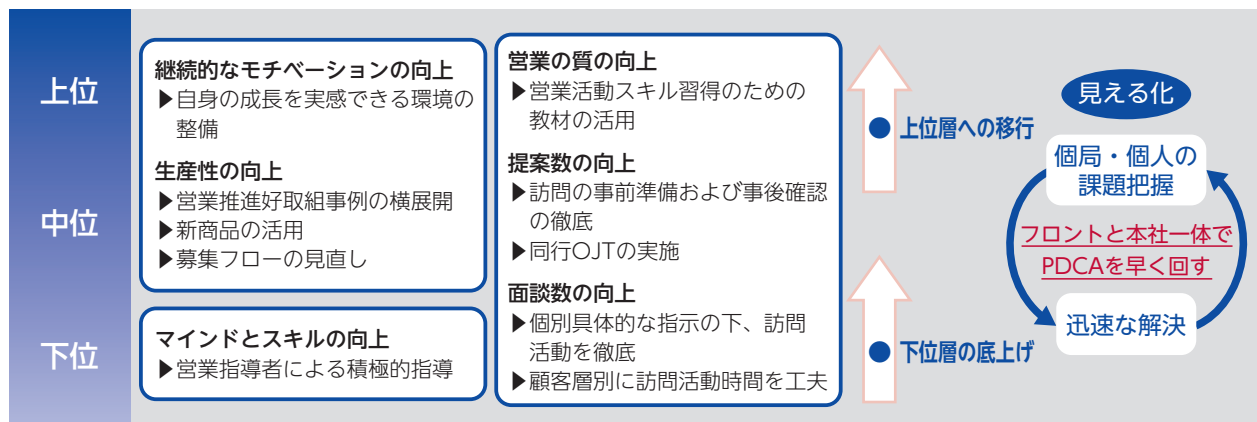 上位
中位
下位
継続的なモチベーションの向上
▶自身の成長を実感できる環境の
整備
生産性の向上
▶営業推進好取組事例の横展開
▶新商品の活用
▶募集フローの見直し
マインドとスキルの向上
▶営業指導者による積極的指導
営業の質の向上
▶営業活動スキル習得のための
教材の活用
提案数の向上
▶訪問の事前準備および事後確認
の徹底
▶同行OJTの実施
面談数の向上
▶個別具体的な指示の下、訪問
活動を徹底
▶顧客層別に訪問活動時間を工夫
●上位層への移行
●下位層の底上げ
見える化
個局・個人の
課題把握
フロントと本社一体で
PDCAを早く回す
迅速な解決